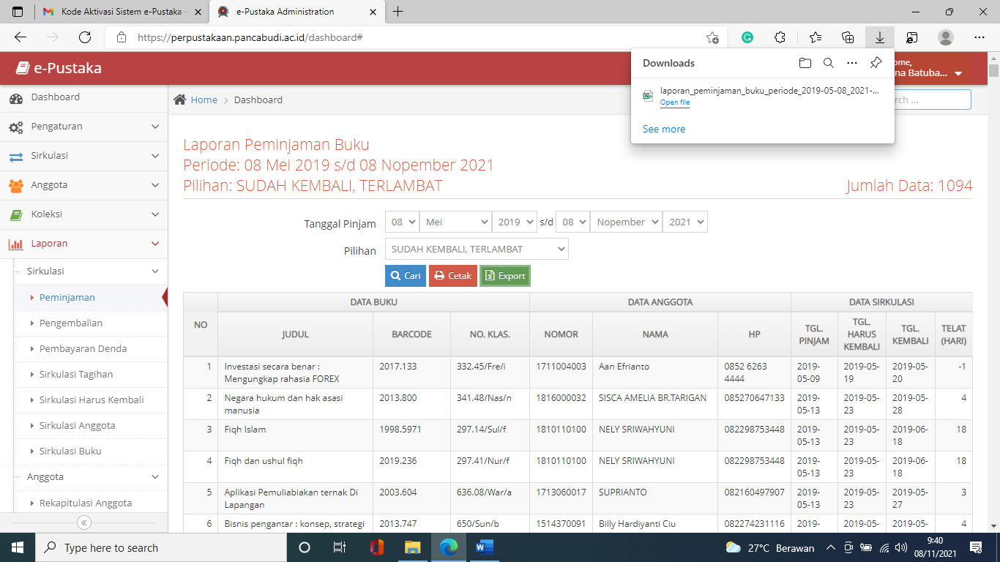 Kode Aktivasi Sistem e-Pustaka -
e-Pustaka Administration
https://perpustakaan.pancabudi.ac.id/dashboard#
e-Pustaka
Downloads
laporan_peminjaman_buku_periode_2019-05-08_2021-...
Open file
See more
ome,
na Batuba...
rch ...
Dashboard
Pengaturan
Sirkulasi
Anggota
Koleksi
Laporan
Sirkulasi
Peminjaman
Pengembalian
Pembayaran Denda
Sirkulasi Tagihan
Sirkulasi Harus Kembali
Sirkulasi Anggota
Sirkulasi Buku
Anggota
Rekapitulasi Anggota
Home > Dashboard
Laporan Peminjaman Buku
Periode: 08 Mei 2019 s/d 08 Nopember 2021
Pilihan: SUDAH KEMBALI, TERLAMBAT
Jumlah Data: 1094
Tanggal Pinjam 08 Mei 2019 s/d 08 Nopember 2021
Pilihan SUDAH KEMBALI, TERLAMBAT
Cari Cetak Export
NO DATA BUKU DATA ANGGOTA DATA SIRKULASI
JUDUL BARCODE NO. KLAS. NOMOR NAMA HP TGL. PINJAM TGL. HARUS KEMBALI TGL. KEMBALI TELAT (HARI)
1 Investasi secara benar : Mengungkap rahasia FOREX 2017.133 332.45/Fre/i 1711004003 Aan Efrianto 0852 6263 4444 2019-05-09 2019-05-19 2019-05-20 -1
2 Negara hukum dan hak asasi manusia 2013.800 341.48/Nas/n 1816000032 SISCA AMELIA BR.TARIGAN 085270647133 2019-05-13 2019-05-23 2019-05-28 4
3 Fiqh Islam 1998.5971 297.14/Sul/f 1810110100 NELY SRIWAHYUNI 082298753448 2019-05-13 2019-05-23 2019-06-18 18
4 Fiqh dan ushul fiqh 2019.236 297.41/Nur/f 1810110100 NELY SRIWAHYUNI 082298753448 2019-05-13 2019-05-23 2019-06-18 18
5 Aplikasi Pemuliabiakan ternak Di Lapangan 2003.604 636.08/War/a 1713060017 SUPRIANTO 082160497907 2019-05-13 2019-05-23 2019-05-27 3
6 Bisnis pengantar : konsep, strategi 2013.747 650/Sun/b 1514370091 Billy Hardiyanti Ciu 082274231116 2019- 2019-05- 2019-05- 4
Type here to search
27°C Berawan
9:40
08/11/2021